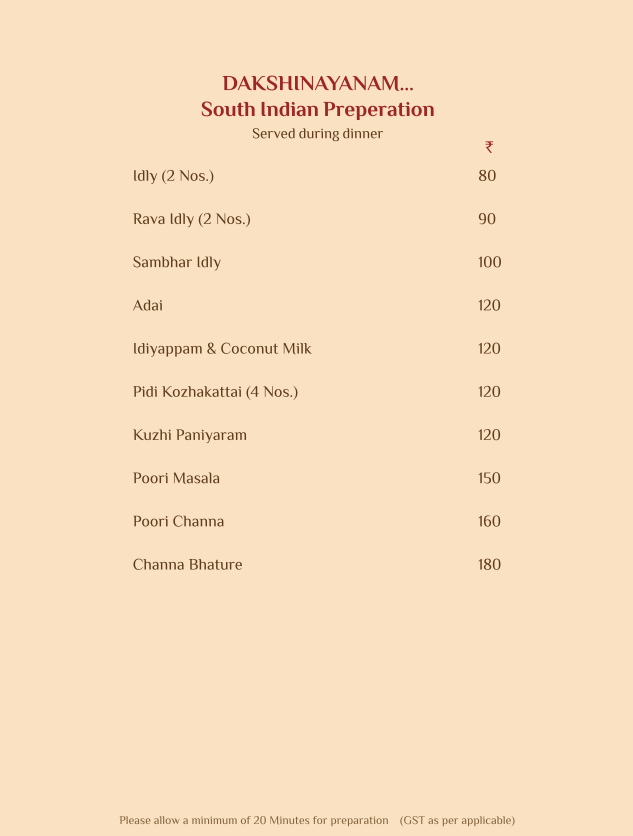 DAKSHINAYANAM...
South Indian Preperation
Served during dinner
₹
Idly (2 Nos.) 80
Rava Idly (2 Nos.) 90
Sambhar Idly 100
Adai 120
Idiyappam & Coconut Milk 120
Pidi Kozhakattai (4 Nos.) 120
Kuzhi Paniyaram 120
Poori Masala 150
Poori Channa 160
Channa Bhature 180
Please allow a minimum of 20 Minutes for preparation (GST as per applicable)